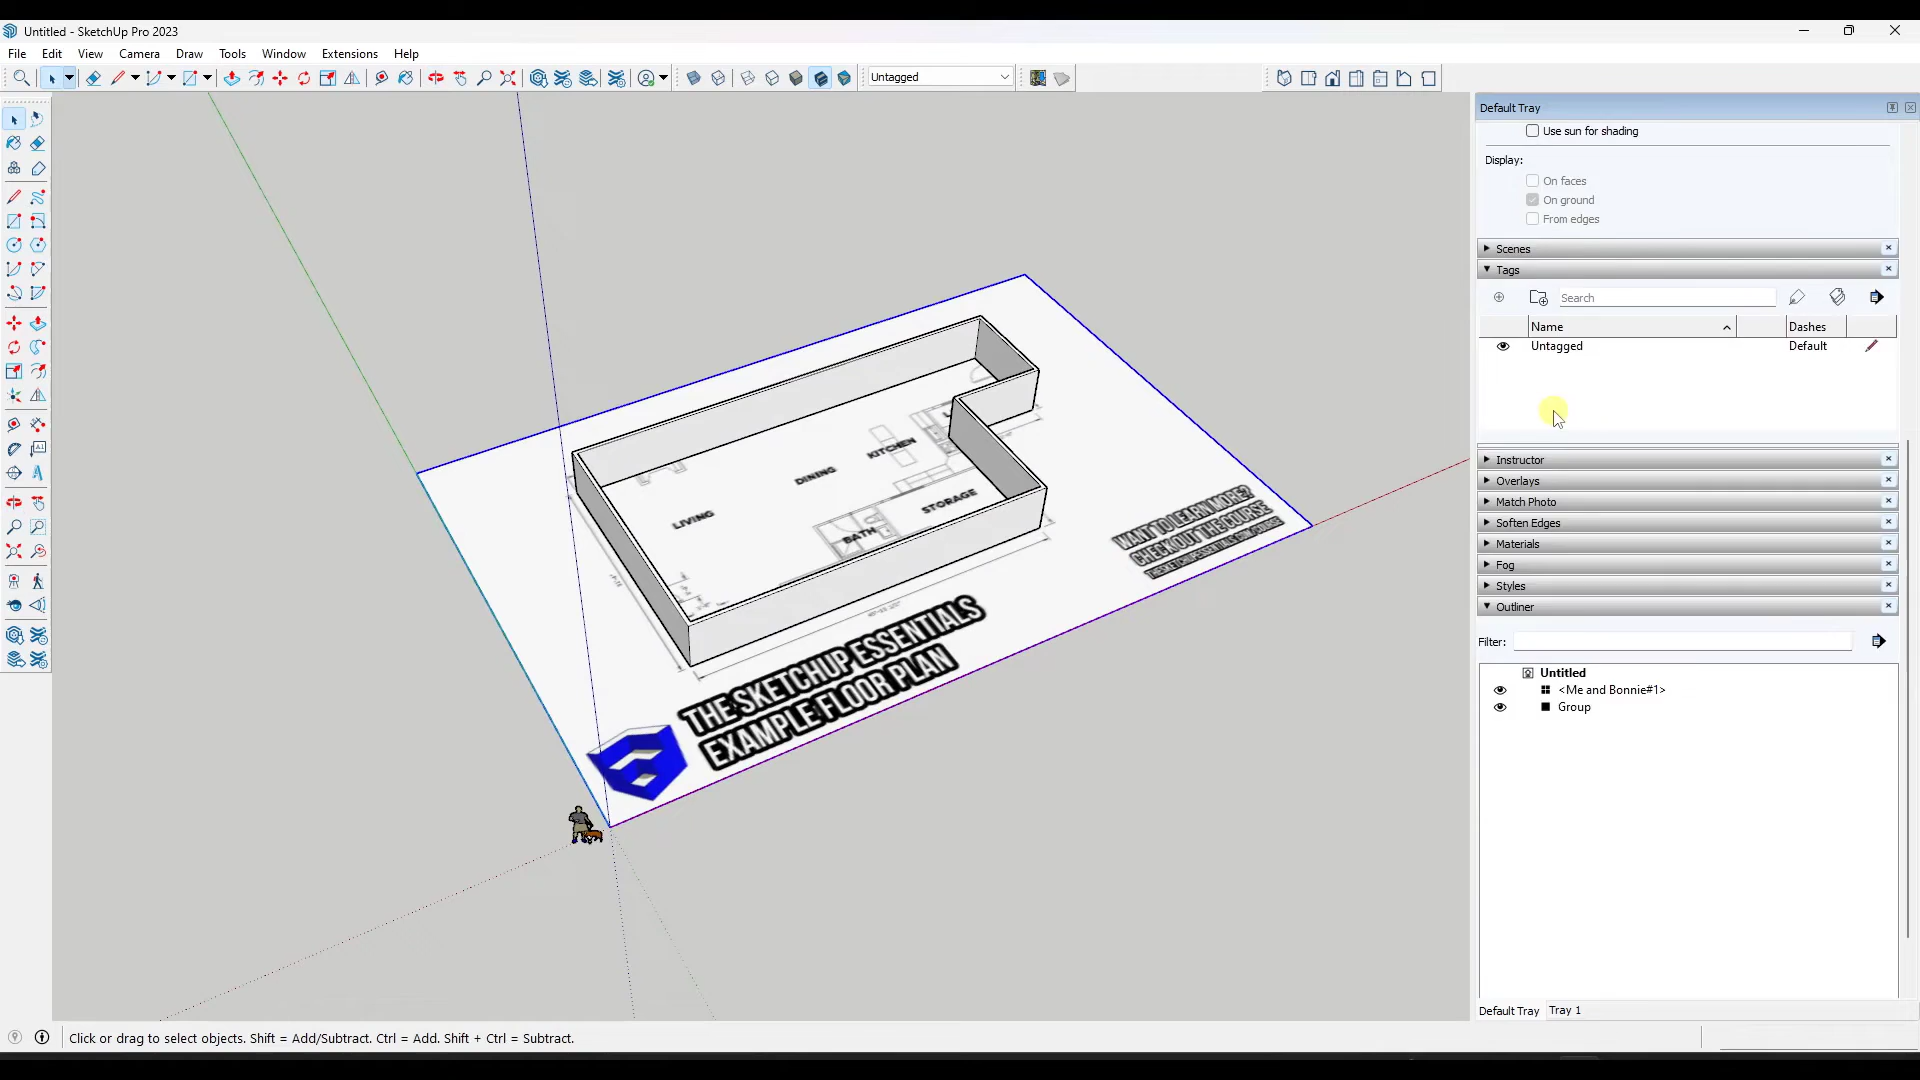 Untitled - SketchUp Pro 2023
File Edit View Camera Draw Tools Window Extensions Help
Untagged
Default Tray
Use sun for shading
Display:
On faces
On ground
From edges
Scenes
Tags
Search
Name Dashes
Untagged Default
Instructor
Overlays
Match Photo
Soften Edges
Materials
Fog
Styles
Outliner
Filter:
Untitled
<Me and Bonnie#1>
Group
KITCHEN
DINING
STORAGE
LIVING
BATH
WANT TO LEARN MORE?
CHECK OUT THE COURSE
THESKETCHUPESSENTIALS.COM/COURSE
THE SKETCHUP ESSENTIALS
EXAMPLE FLOOR PLAN
Default Tray Tray 1
Click or drag to select objects. Shift = Add/Subtract. Ctrl = Add. Shift + Ctrl = Subtract.